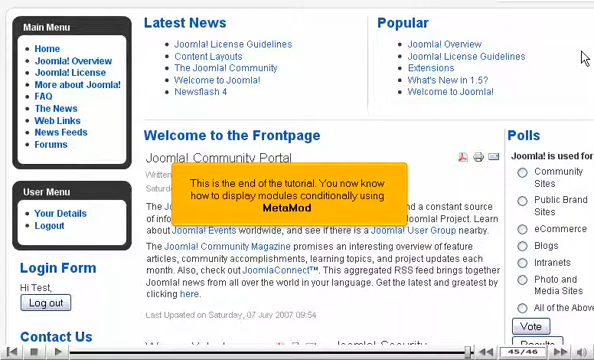 Main Menu
Home
Joomla! Overview
Joomla! License
More about Joomla!
FAQ
The News
Web Links
News Feeds
Forums
User Menu
Your Details
Logout
Login Form
Hi Test,
Log out
Contact Us
Latest News
Joomla! License Guidelines
Content Layouts
The Joomla! Community
Welcome to Joomla!
Newsflash 4
Popular
Joomla! Overview
Joomla! License Guidelines
Extensions
What's New in 1.5?
Welcome to Joomla!
Welcome to the Frontpage
Joomla! Community Portal
Written
Saturda
This is the end of the tutorial. You now know
how to display modules conditionally using
MetaMod
The J
nd a constant source
of info
Joomla! Project. Learn
about Joomla! Events worldwide, and see if there is a Joomla! User Group nearby.
The Joomla! Community Magazine promises an interesting overview of feature
articles, community accomplishments, learning topics, and project updates each
month. Also, check out JoomlaConnect™. This aggregated RSS feed brings together
Joomla! news from all over the world in your language. Get the latest and greatest by
clicking here.
Last Updated on Saturday, 07 July 2007 09:54
Joomla! Security
Polls
Joomla! is used for
Community
Sites
Public Brand
Sites
eCommerce
Blogs
Intranets
Photo and
Media Sites
All of the Above
Vote
Results
45/46